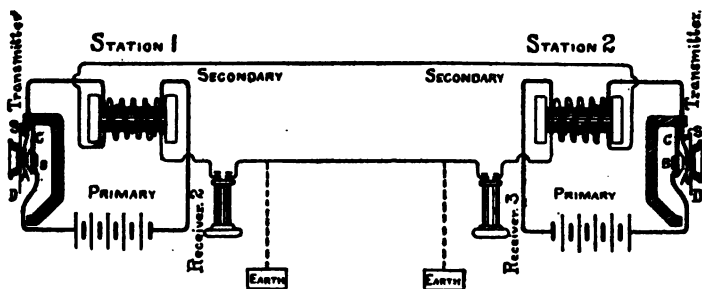 STATION 1
STATION 2
Transmitter
Transmitter.
SECONDARY
SECONDARY
S
C
B
D
S
C
B
D
PRIMARY
PRIMARY
Receiver. 2
Receiver. 3
EARTH
EARTH